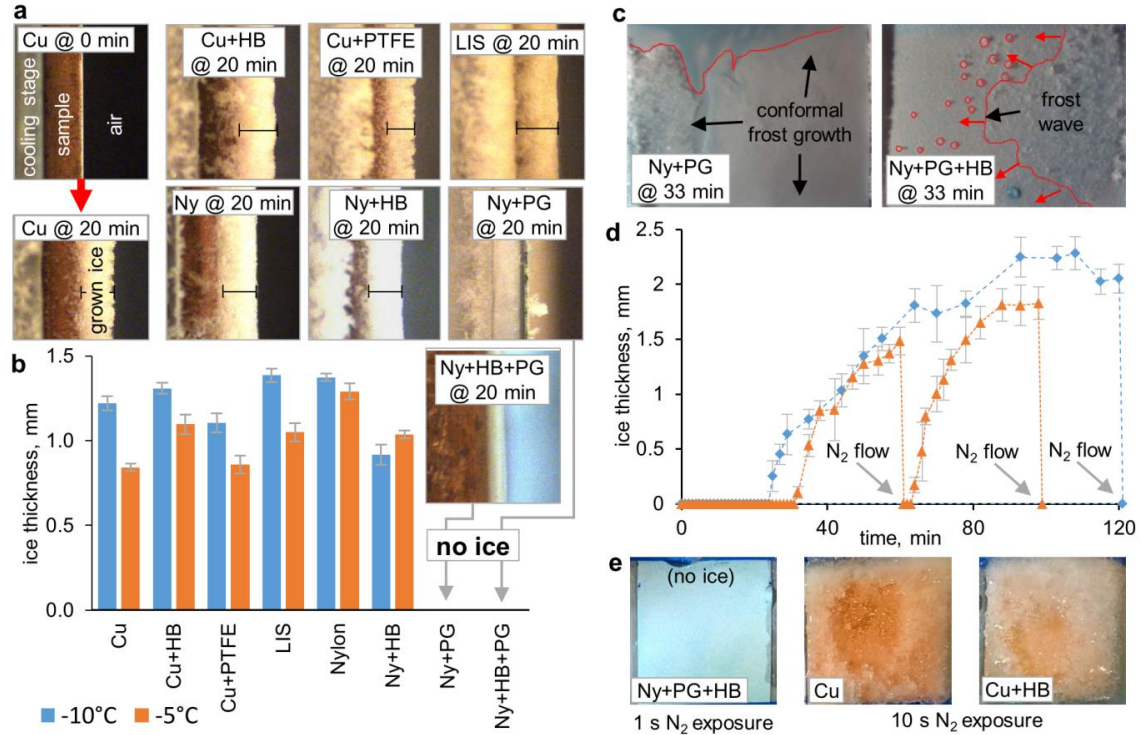 a
Cu @ 0 min
cooling stage
sample
air
Cu+HB
@ 20 min
Cu+PTFE
@ 20 min
LIS @ 20 min
Cu @ 20 min
grown ice
Ny @ 20 min
Ny+HB
@ 20 min
Ny+PG
@ 20 min
b
ice thickness, mm
1.5
1.0
0.5
0.0
Ny+HB+PG
@ 20 min
no ice
Cu
Cu+HB
Cu+PTFE
LIS
Nylon
Ny+HB
Ny+PG
Ny+HB+PG
-10°C
-5°C
c
conformal
frost growth
Ny+PG
@ 33 min
frost
wave
Ny+PG+HB
@ 33 min
d
ice thickness, mm
2.5
2
1.5
1
0.5
0
N2 flow
N2 flow
N2 flow
0
40
80
120
time, min
e
(no ice)
Ny+PG+HB
Cu
Cu+HB
1 s N2 exposure
10 s N2 exposure